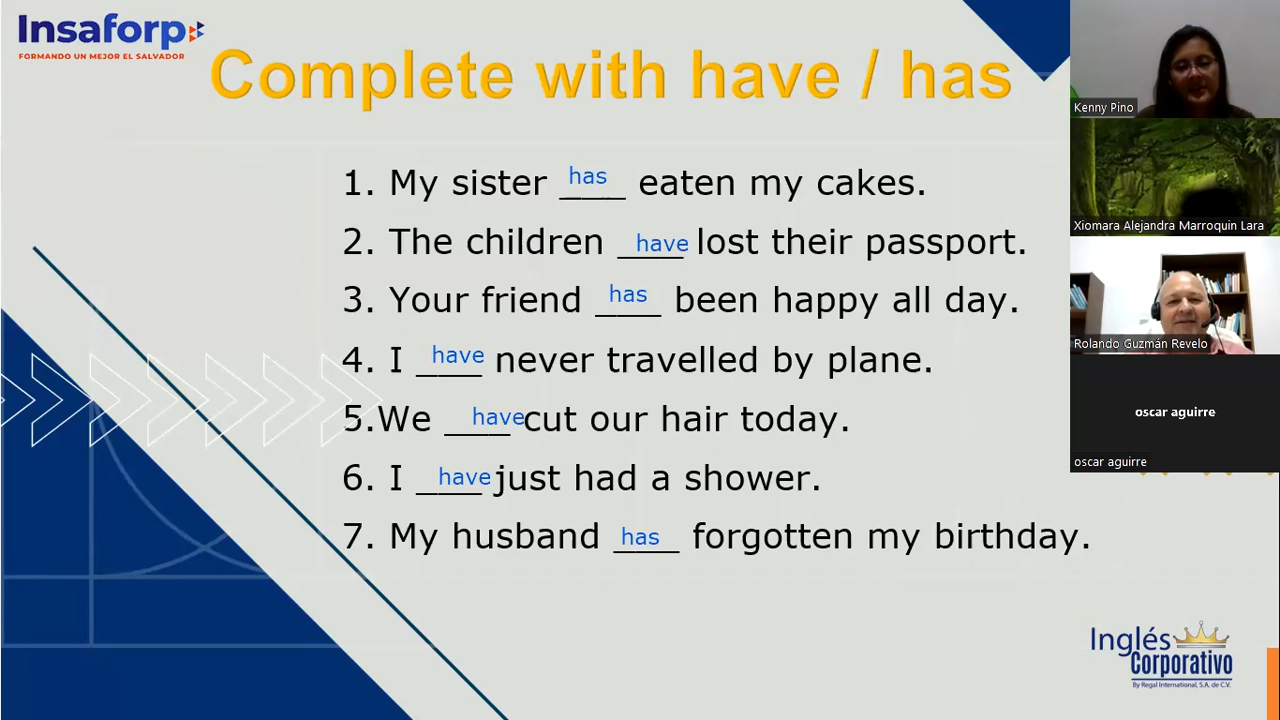 Insaforp
FORMANDO UN MEJOR EL SALVADOR
Complete with have / has
1. My sister has eaten my cakes.
2. The children have lost their passport.
3. Your friend has been happy all day.
4. I have never travelled by plane.
5.We have cut our hair today.
6. I have just had a shower.
7. My husband has forgotten my birthday.
Kenny Pino
Xiomara Alejandra Marroquin Lara
Rolando Guzmán Revelo
oscar aguirre
oscar aguirre
Inglés
Corporativo
By Regal International, S.A. de C.V.